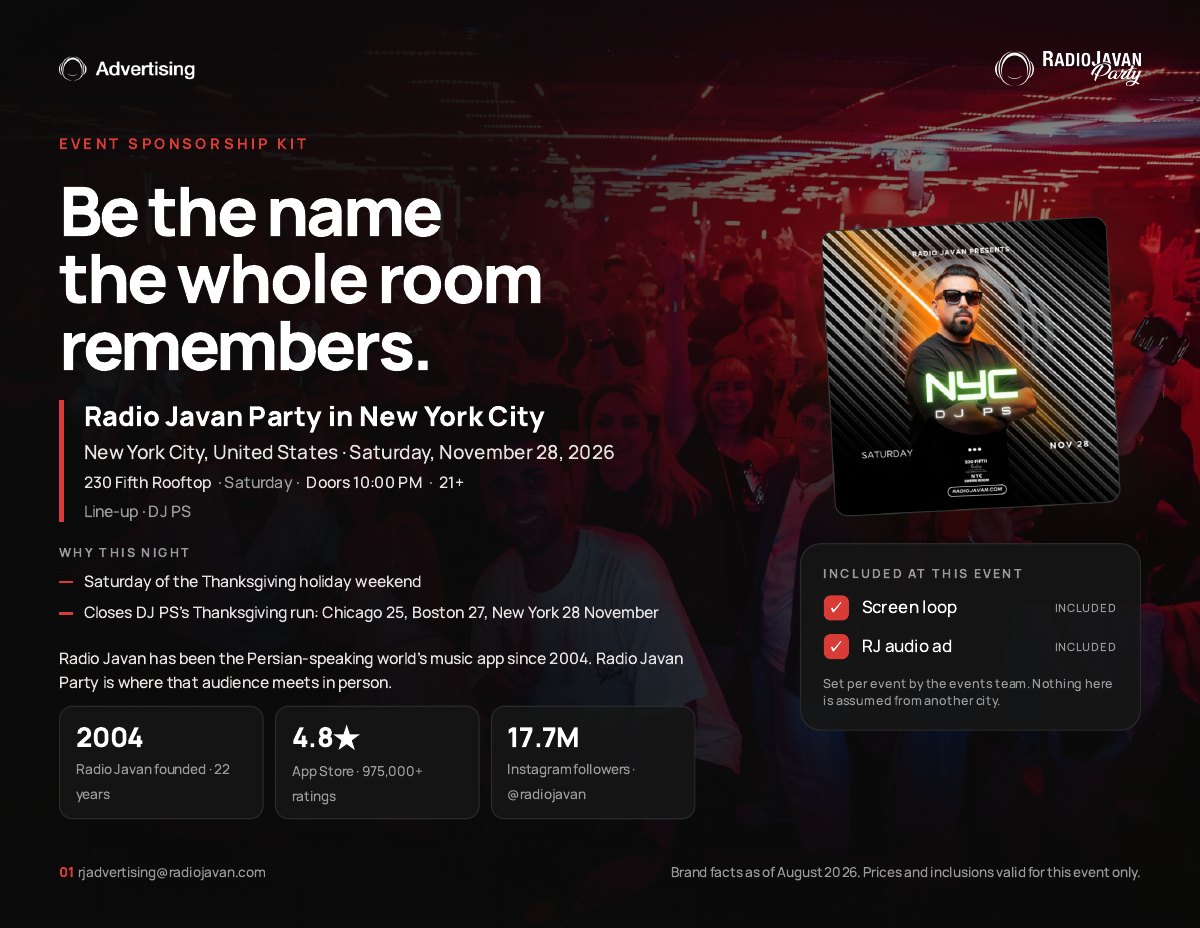 Advertising
RADIOJAVAN
Party
EVENT SPONSORSHIP KIT
Be the name
the whole room
remembers.
Radio Javan Party in New York City
New York City, United States · Saturday, November 28, 2026
230 Fifth Rooftop · Saturday · Doors 10:00 PM · 21+
Line-up · DJ PS
WHY THIS NIGHT
— Saturday of the Thanksgiving holiday weekend
— Closes DJ PS's Thanksgiving run: Chicago 25, Boston 27, New York 28 November
Radio Javan has been the Persian-speaking world's music app since 2004. Radio Javan
Party is where that audience meets in person.
2004
Radio Javan founded · 22
years
4.8★
App Store · 975,000+
ratings
17.7M
Instagram followers ·
@radiojavan
RADIO JAVAN PRESENTS
NYC
DJ PS
SATURDAY
NOV 28
230 FIFTH
NYC
EMPIRE ROOM
RADIOJAVAN.COM
INCLUDED AT THIS EVENT
✓ Screen loop INCLUDED
✓ RJ audio ad INCLUDED
Set per event by the events team. Nothing here
is assumed from another city.
01 rjadvertising@radiojavan.com
Brand facts as of August 2026. Prices and inclusions valid for this event only.